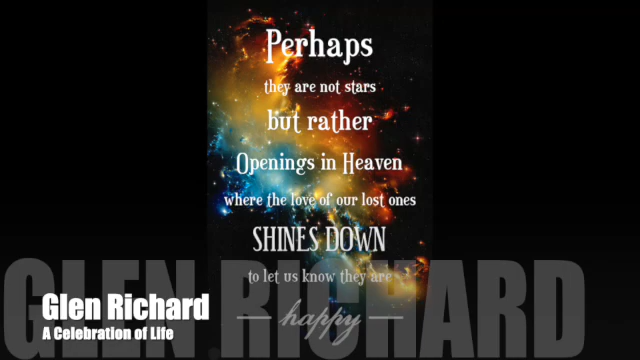 Perhaps
they are not stars
but rather
Openings in Heaven
where the love of our lost ones
SHINES DOWN
to let us know they are
happy
GLEN RICHARD
Glen Richard
A Celebration of Life